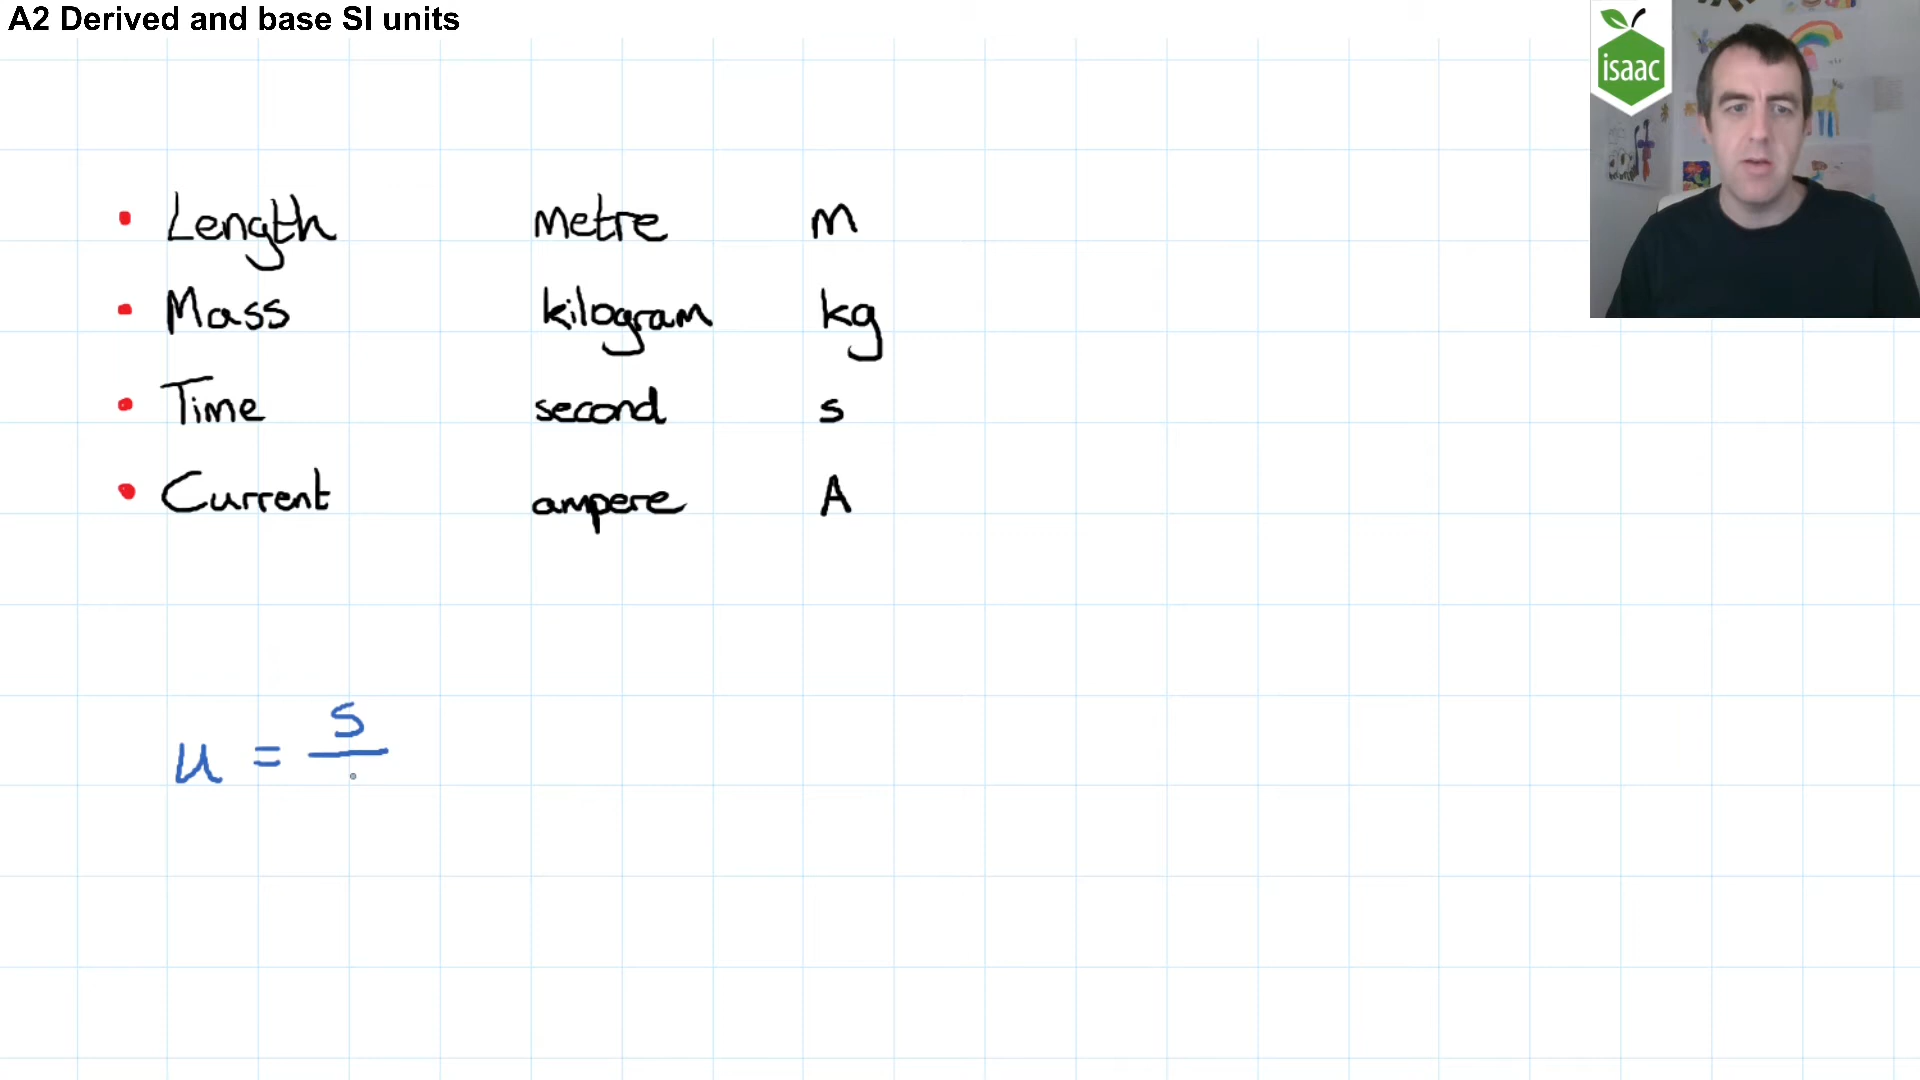 A2 Derived and base SI units
isaac
• Length metre m
• Mass kilogram kg
• Time second s
• Current ampere A
u = s